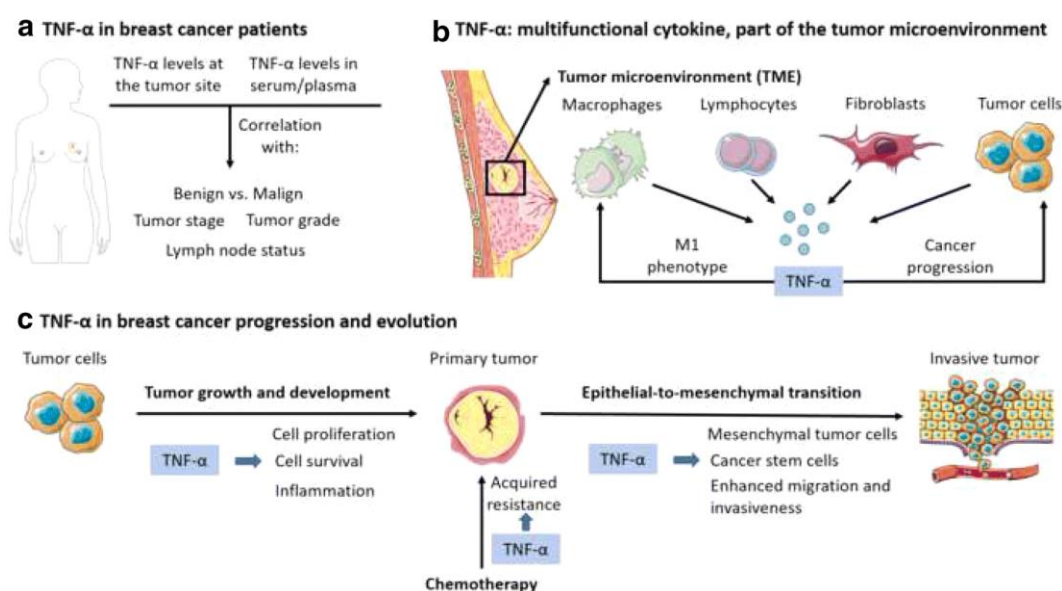 a TNF-α in breast cancer patients
TNF-α levels at
the tumor site
TNF-α levels in
serum/plasma
Correlation
with:
Benign vs. Malign
Tumor stage Tumor grade
Lymph node status
b TNF-α: multifunctional cytokine, part of the tumor microenvironment
Tumor microenvironment (TME)
Macrophages Lymphocytes Fibroblasts Tumor cells
M1
phenotype
TNF-α
Cancer
progression
c TNF-α in breast cancer progression and evolution
Tumor cells
Tumor growth and development
TNF-α
Cell proliferation
Cell survival
Inflammation
Primary tumor
Acquired
resistance
TNF-α
Chemotherapy
Epithelial-to-mesenchymal transition
TNF-α
Mesenchymal tumor cells
Cancer stem cells
Enhanced migration and
invasiveness
Invasive tumor